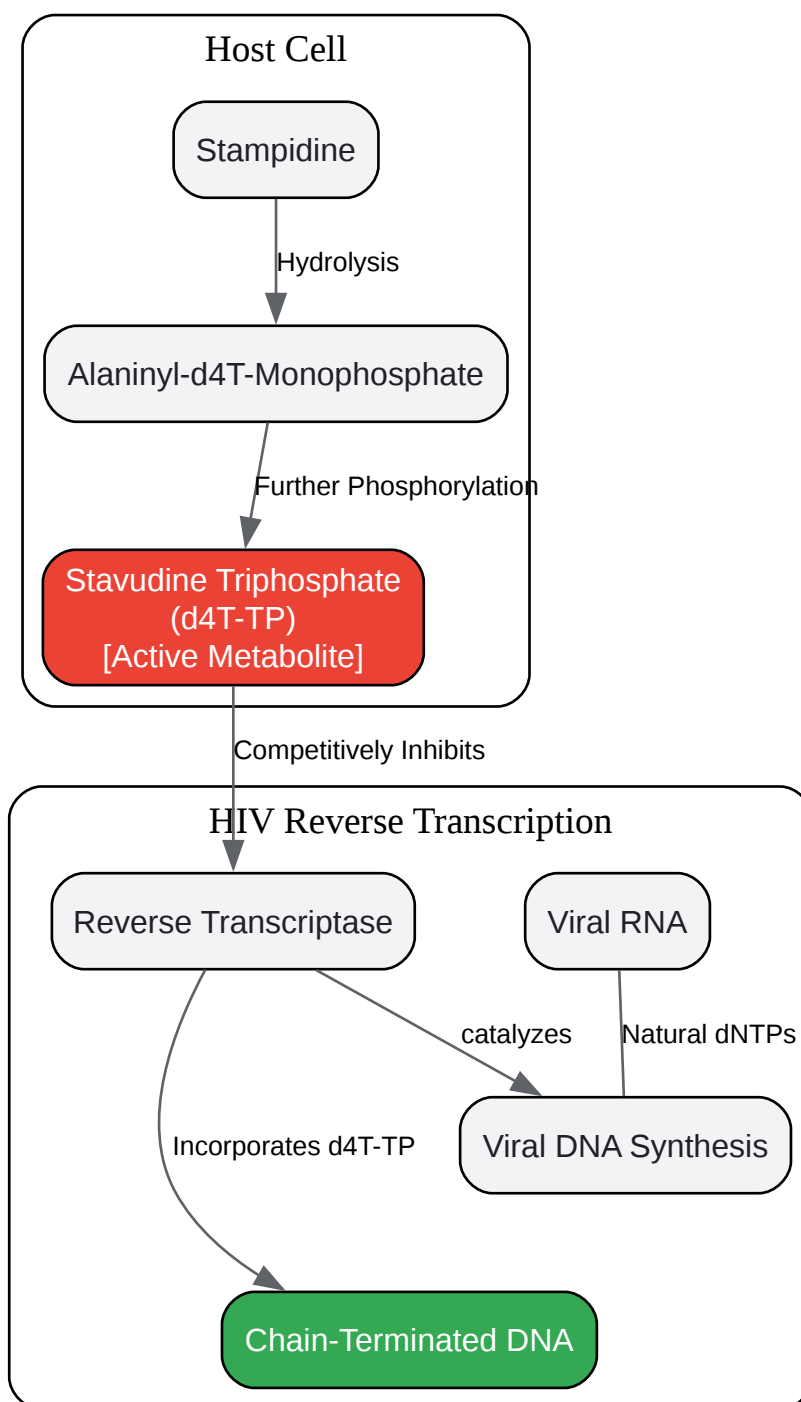 Host Cell
Stampidine
Hydrolysis
Alaninyl-d4T-Monophosphate
Further Phosphorylation
Stavudine Triphosphate
(d4T-TP)
[Active Metabolite]
Competitively Inhibits
HIV Reverse Transcription
Reverse Transcriptase
Viral RNA
catalyzes
Natural dNTPs
Incorporates d4T-TP
Viral DNA Synthesis
Chain-Terminated DNA